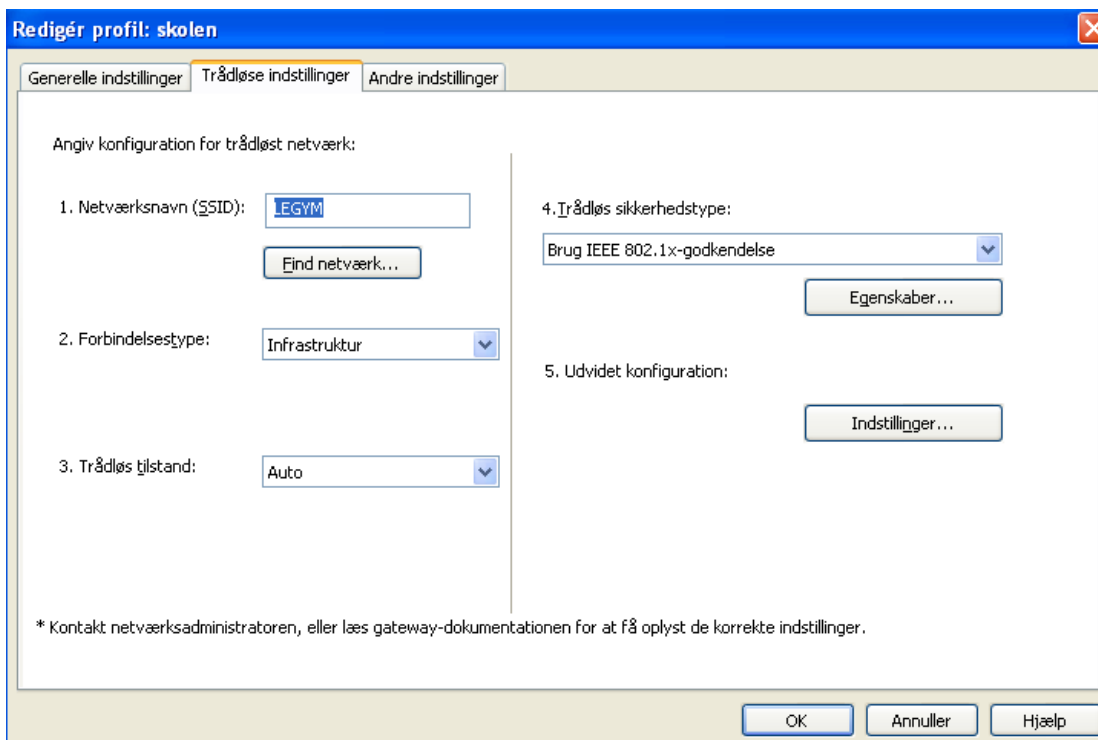 Redigér profil: skolen
Generelle indstillinger
Trådløse indstillinger
Andre indstillinger
Angiv konfiguration for trådløst netværk:
1. Netværksnavn (SSID):
LEGYM
Find netværk...
2. Forbindelsestype:
Infrastruktur
3. Trådløs tilstand:
Auto
4.Trådløs sikkerhedstype:
Brug IEEE 802.1x-godkendelse
Egenskaber...
5. Udvidet konfiguration:
Indstillinger...
* Kontakt netværksadministratoren, eller læs gateway-dokumentationen for at få oplyst de korrekte indstillinger.
OK
Annuller
Hjælp